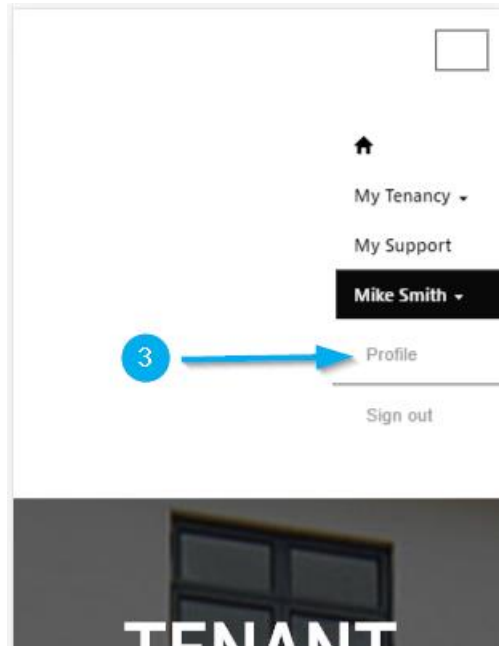 My Tenancy
My Support
Mike Smith
3
Profile
Sign out
TENANT